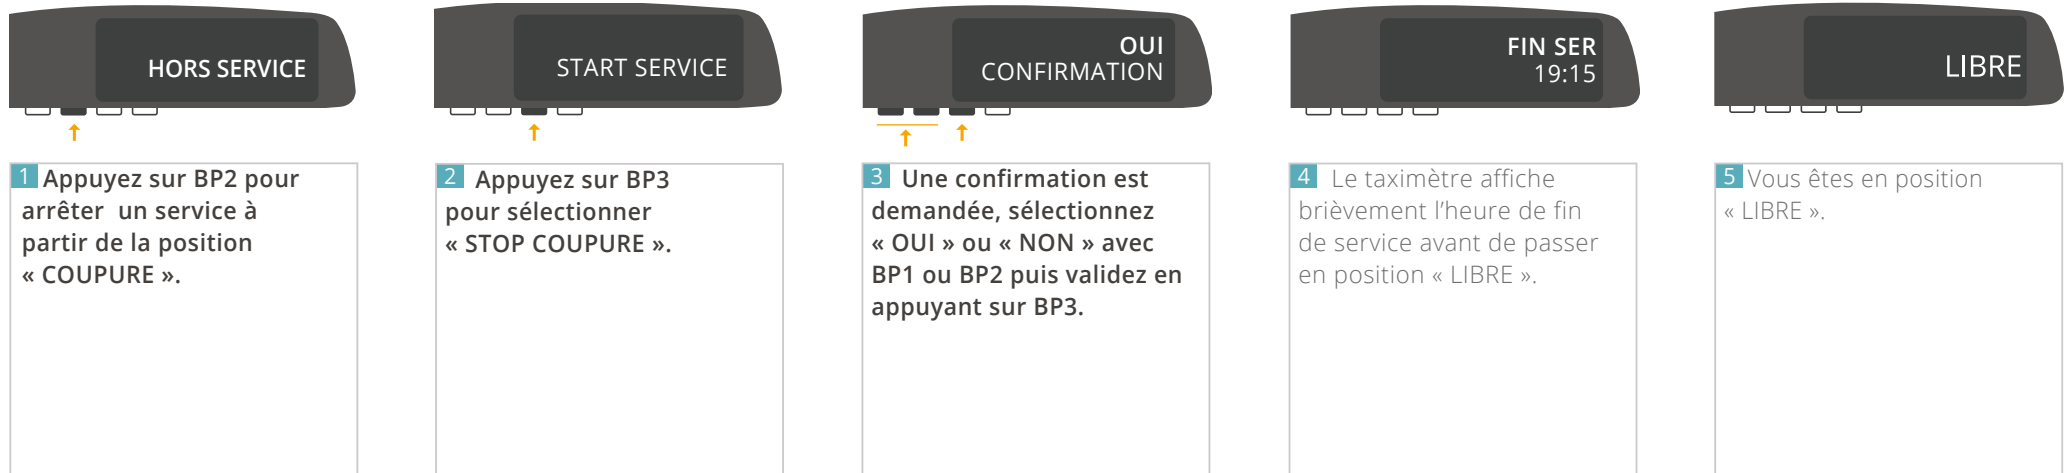 HORS SERVICE
START SERVICE
OUI
CONFIRMATION
FIN SER
19:15
LIBRE
1 Appuyez sur BP2 pour
arrêter un service à
partir de la position
« COUPURE ».
2 Appuyez sur BP3
pour sélectionner
« STOP COUPURE ».
3 Une confirmation est
demandée, sélectionnez
« OUI » ou « NON » avec
BP1 ou BP2 puis validez en
appuyant sur BP3.
4 Le taximètre affiche
brièvement l’heure de fin
de service avant de passer
en position « LIBRE ».
5 Vous êtes en position
« LIBRE ».